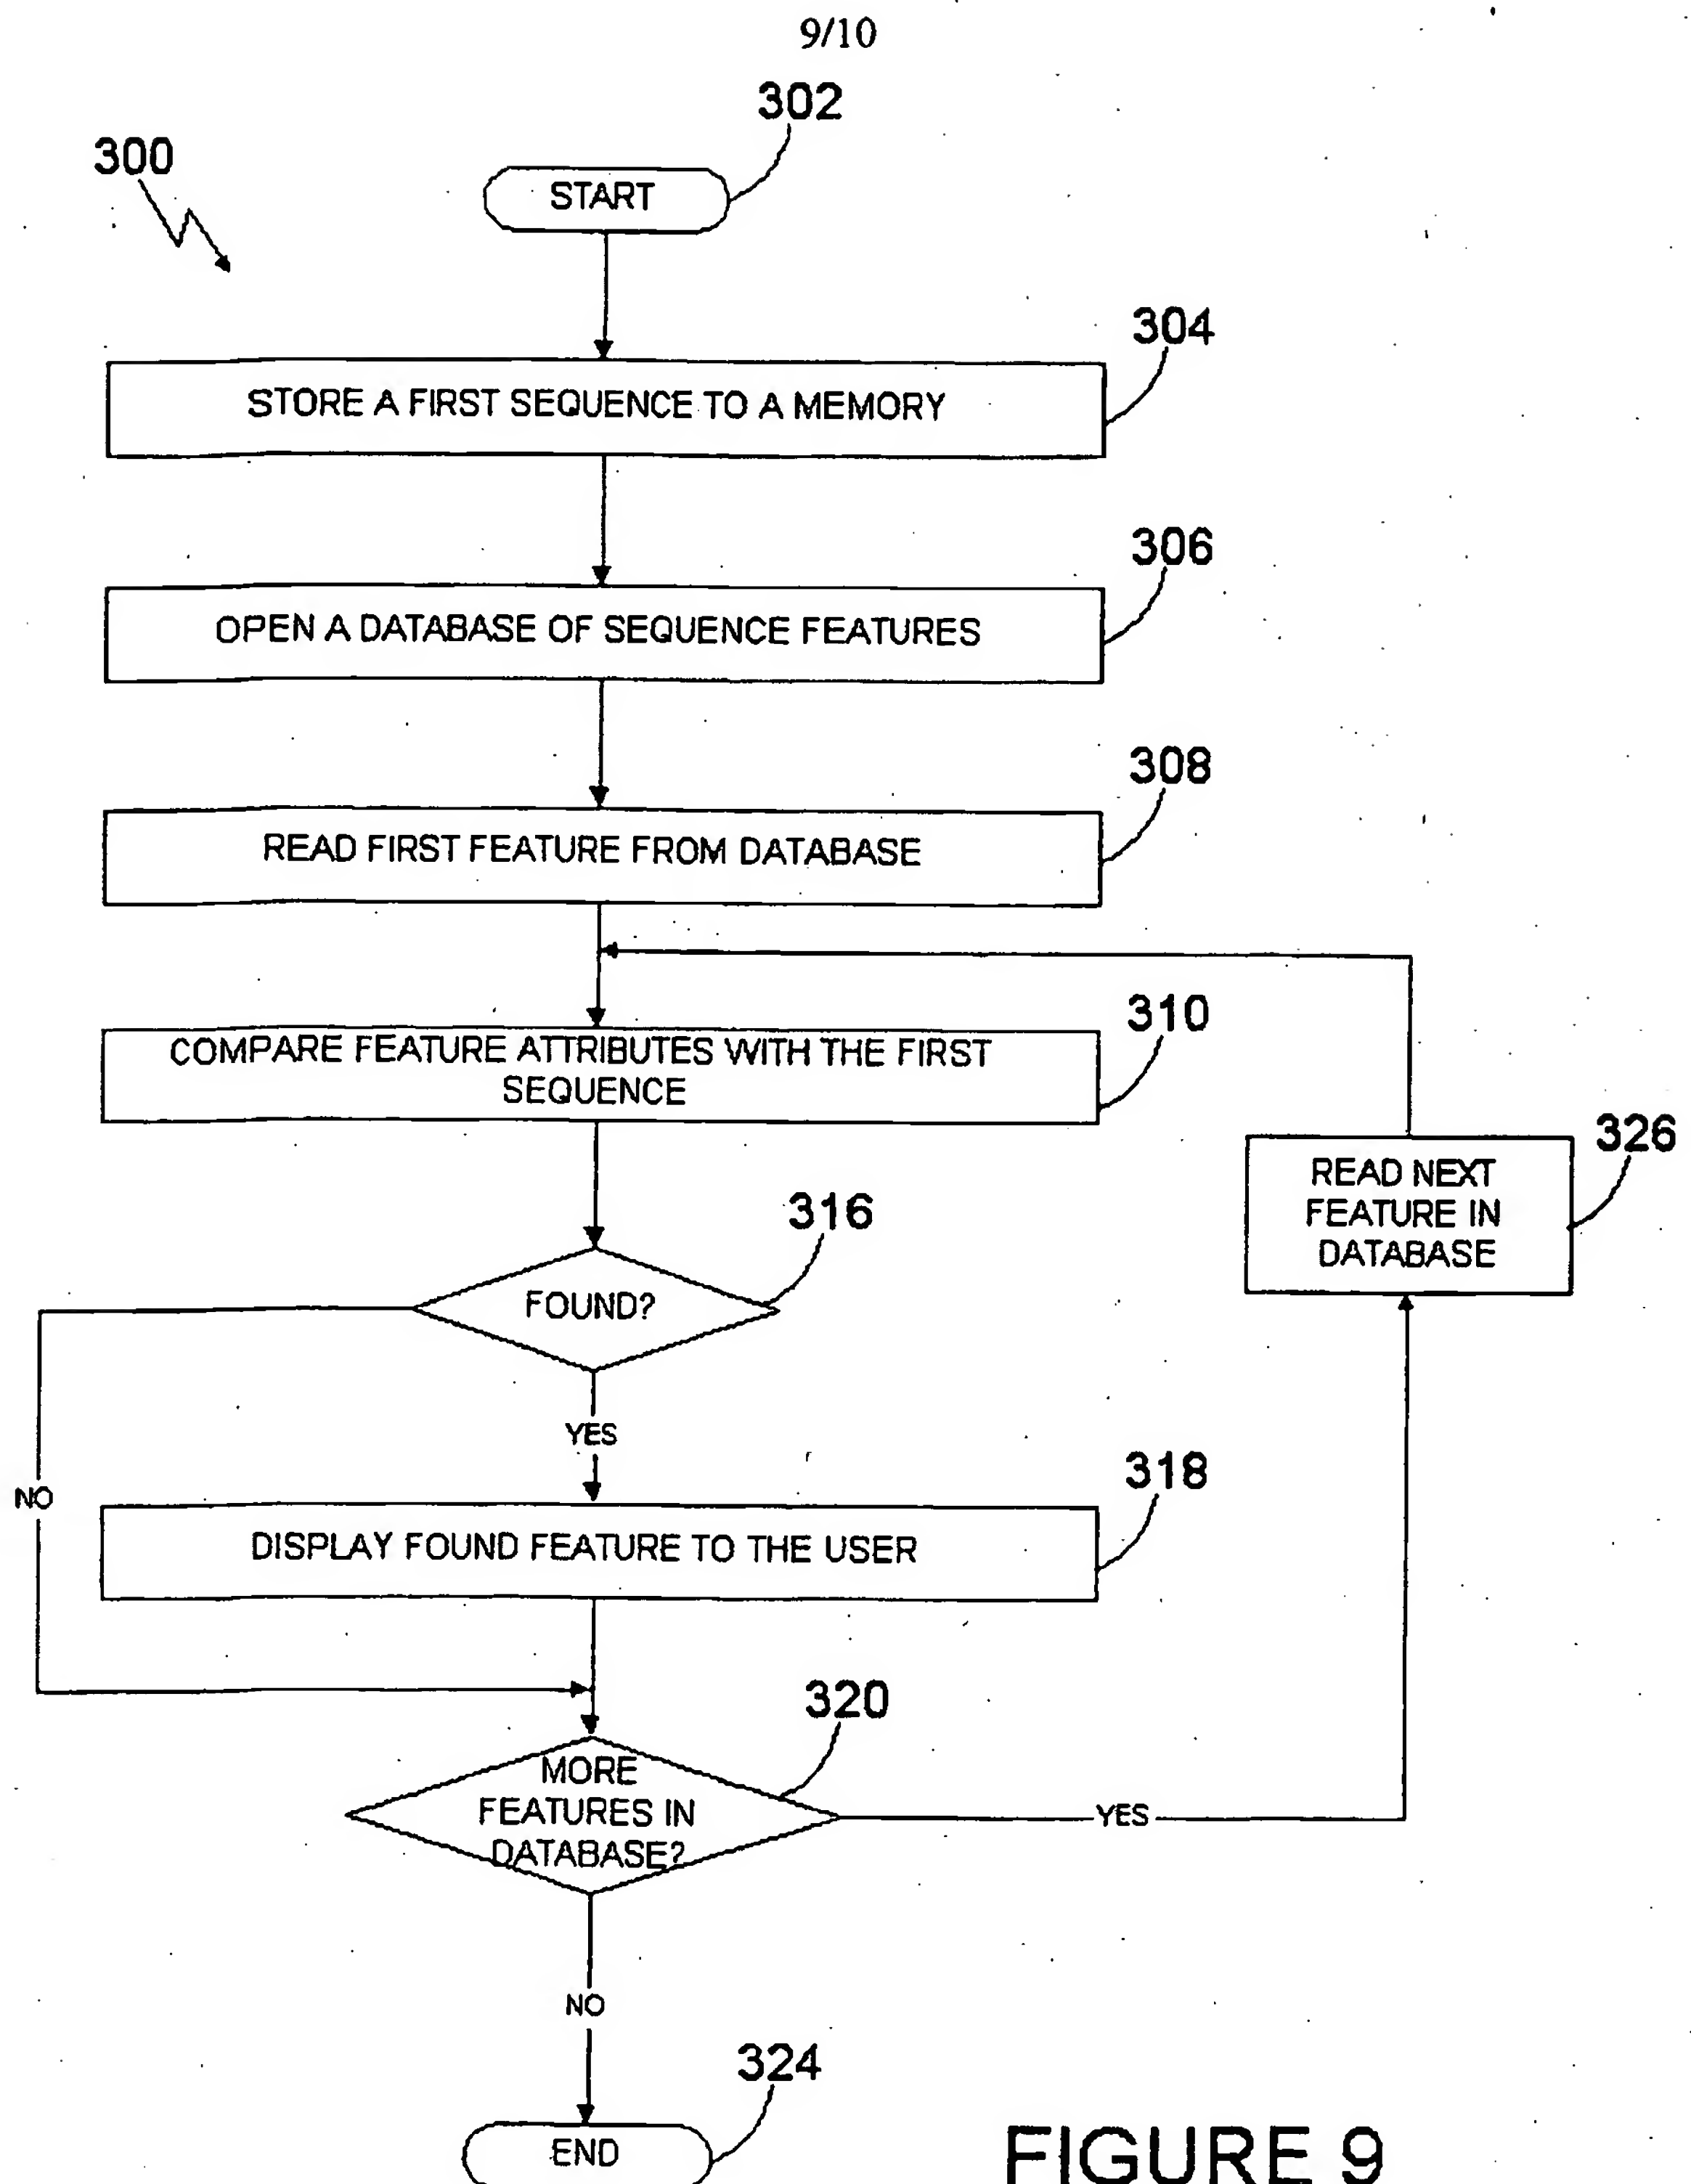 9/10
302
300
START
304
STORE A FIRST SEQUENCE TO A MEMORY
306
OPEN A DATABASE OF SEQUENCE FEATURES
308
READ FIRST FEATURE FROM DATABASE
310
COMPARE FEATURE ATTRIBUTES WITH THE FIRST
SEQUENCE
326
READ NEXT
FEATURE IN
DATABASE
316
FOUND?
YES
NO
318
DISPLAY FOUND FEATURE TO THE USER
320
MORE
FEATURES IN
DATABASE?
YES
NO
324
END
FIGURE 9